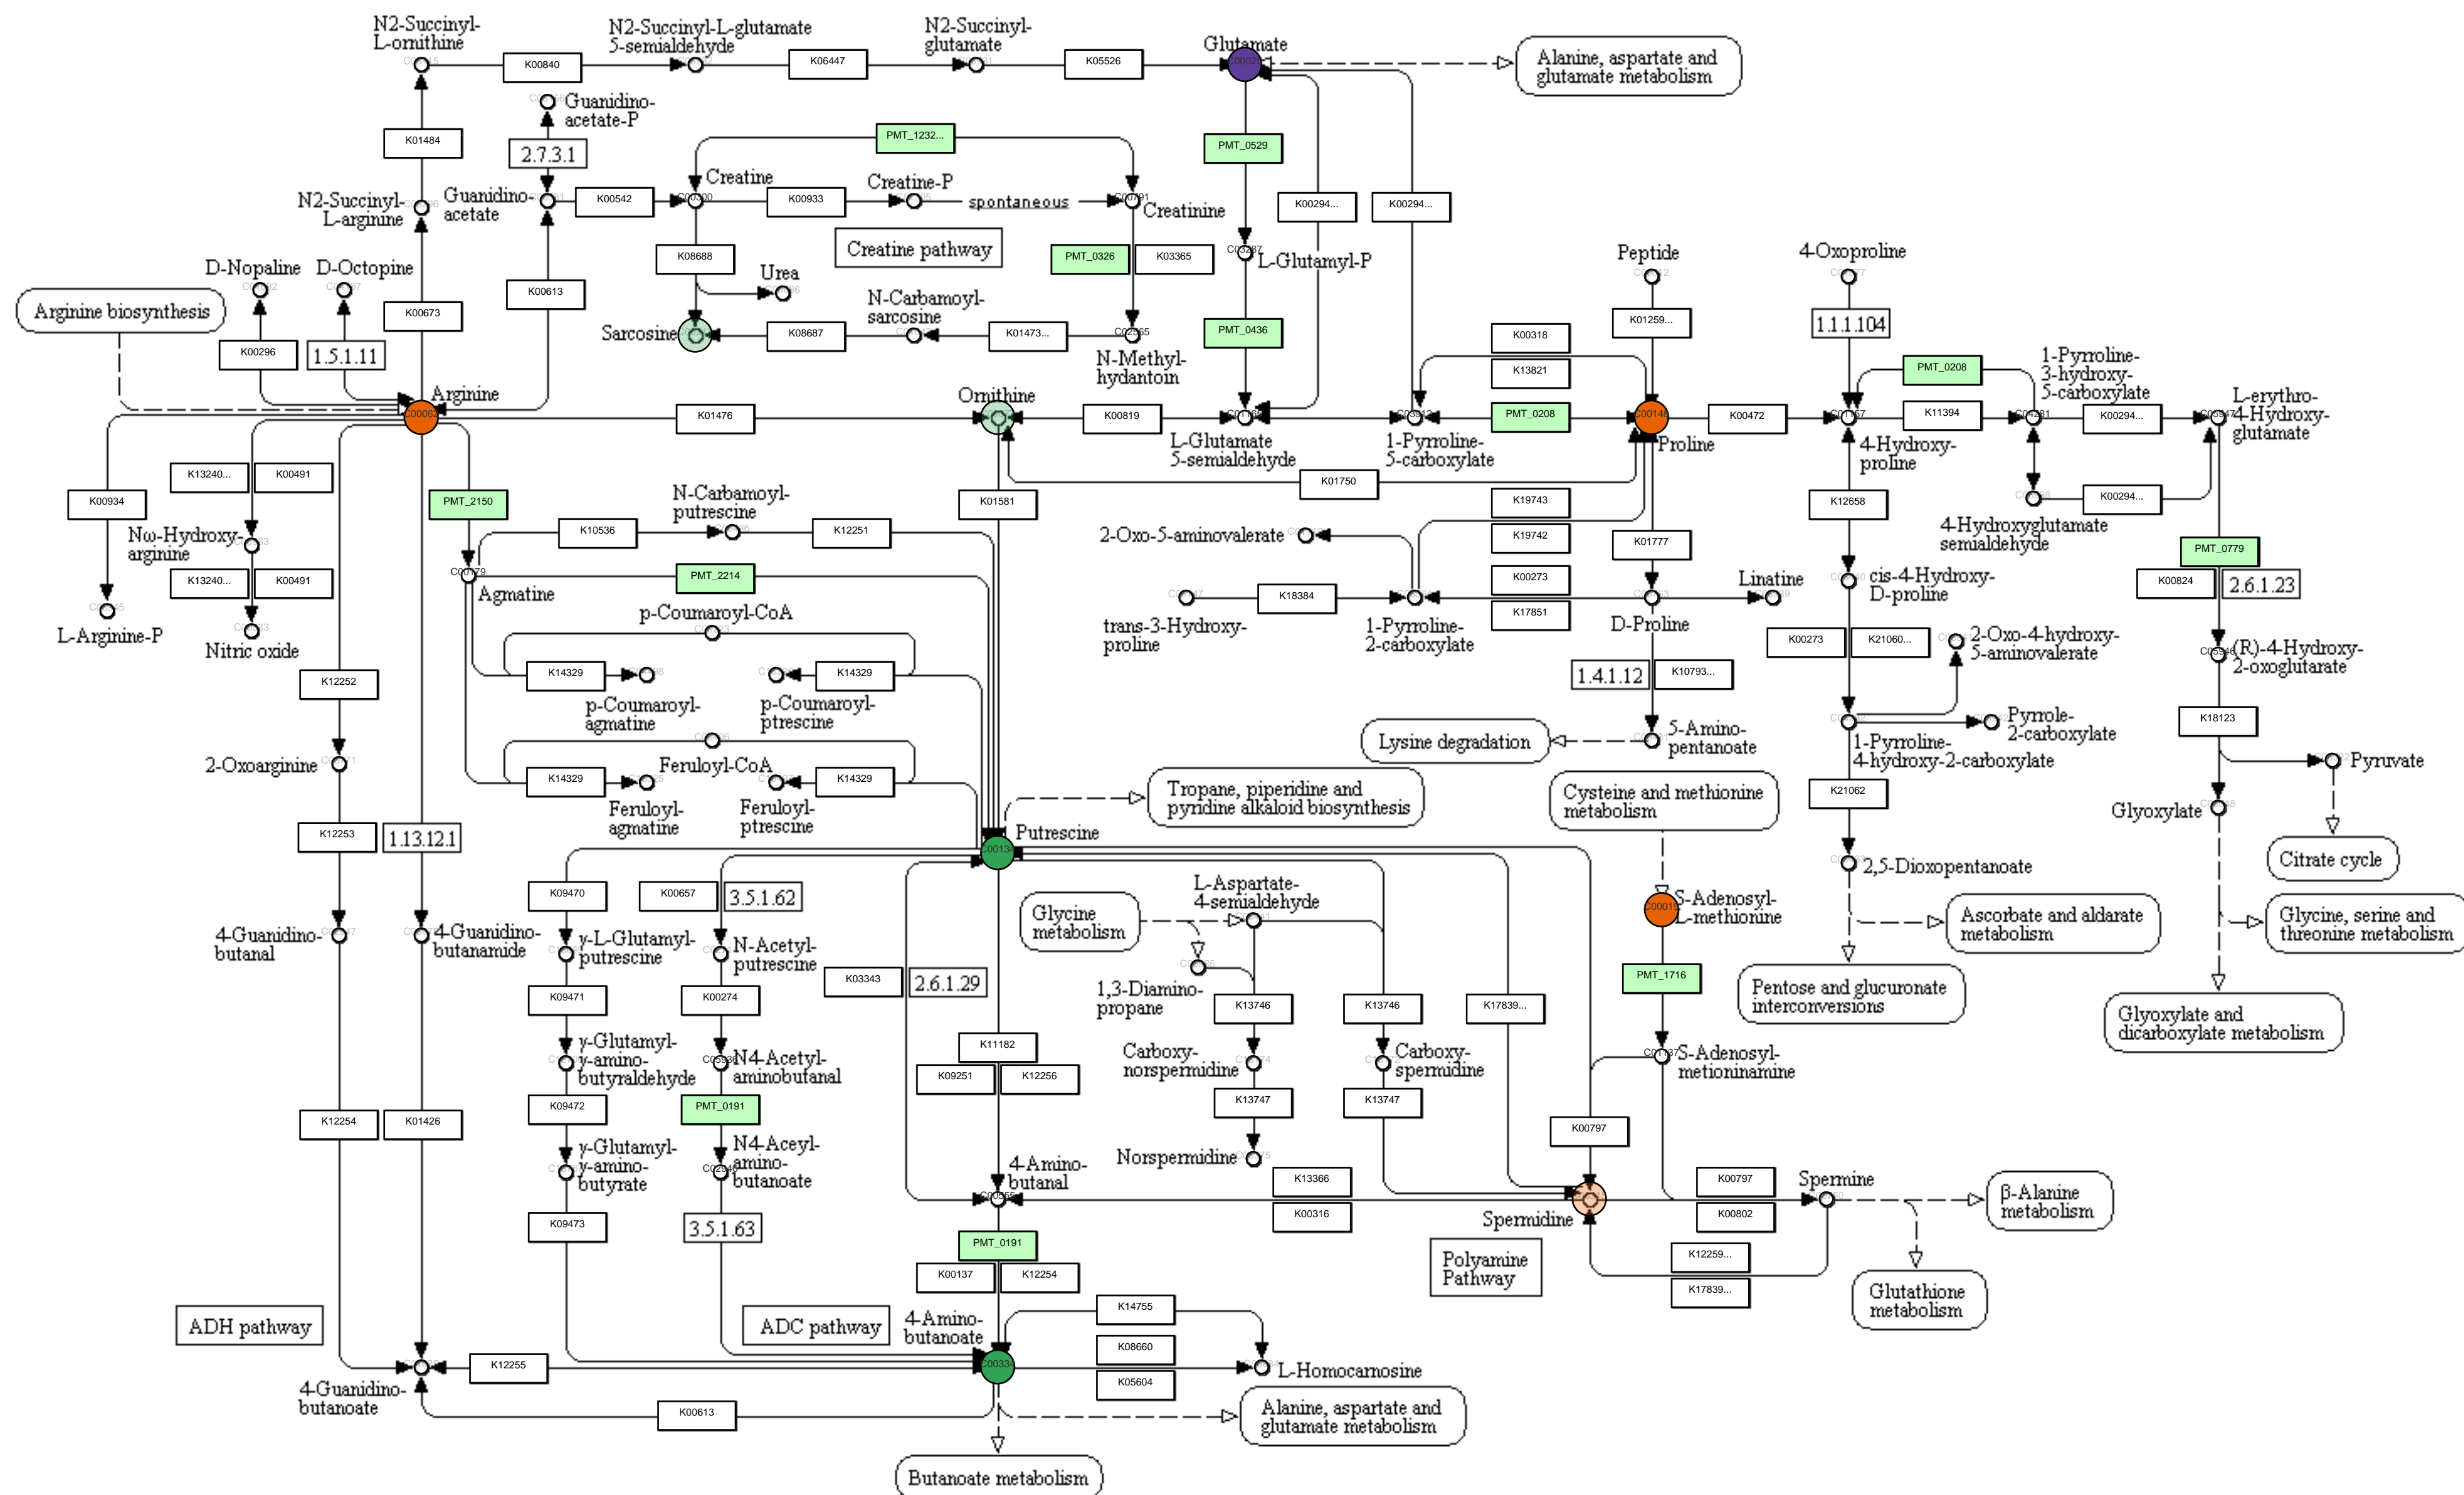 N2-Succinyl-
L-ornithine
N2-Succinyl-L-glutamate
5-semialdehyde
N2-Succinyl-
glutamate
Glutamate
K00840
K06447
K05526
Alanine, aspartate and
glutamate metabolism
Guanidino-
acetate-P
K01484
2.7.3.1
PMT_1232...
PMT_0529
Creatine
Creatine-P
N2-Succinyl-
L-arginine
Guanidino-
acetate
K00542
K00933
spontaneous
Creatinine
K00294...
K00294...
Creatine pathway
K08688
PMT_0326
K03365
L-Glutamyl-P
Peptide
4-Oxoproline
D-Nopaline
D-Octopine
Urea
K00613
Arginine biosynthesis
K00673
N-Carbamoyl-
sarcosine
Sarcosine
K08687
K01473...
PMT_0436
K00318
K01259...
1.1.1.104
K00296
1.5.1.11
N-Methyl-
hydantoin
K13821
PMT_0208
1-Pyrroline-
3-hydroxy-
5-carboxylate
Arginine
C00062
Ornithine
K01476
K00819
PMT_0208
C00148
K00472
K11394
K00294...
L-erythro-
4-Hydroxy-
glutamate
L-Glutamate
5-semialdehyde
1-Pyrroline-
5-carboxylate
Proline
4-Hydroxy-
proline
K13240...
K00491
K01750
K00934
PMT_2150
N-Carbamoyl-
putrescine
K01581
K19743
K12658
K00294...
4-Hydroxyglutamate
semialdehyde
Nω-Hydroxy-
arginine
K10536
K12251
2-Oxo-5-aminovalerate
K19742
K01777
PMT_0779
K13240...
K00491
C00179
Agmatine
PMT_2214
K00273
Linatine
cis-4-Hydroxy-
D-proline
K00824
2.6.1.23
K18384
K17851
L-Arginine-P
Nitric oxide
p-Coumaroyl-CoA
trans-3-Hydroxy-
proline
1-Pyrroline-
2-carboxylate
D-Proline
K00273
K21060...
2-Oxo-4-hydroxy-
5-aminovalerate
(R)-4-Hydroxy-
2-oxoglutarate
K12252
K14329
K14329
1.4.1.12
K10793...
p-Coumaroyl-
agmatine
p-Coumaroyl-
ptrescine
K18123
Pyrrole-
2-carboxylate
Lysine degradation
5-Amino-
pentanoate
1-Pyrroline-
4-hydroxy-2-carboxylate
2-Oxoarginine
Feruloyl-CoA
K14329
K14329
Pyruvate
Feruloyl-
agmatine
Feruloyl-
ptrescine
Tropane, piperidine and
pyridine alkaloid biosynthesis
Cysteine and methionine
metabolism
K21062
Glyoxylate
K12253
1.13.12.1
Putrescine
C00134
2,5-Dioxopentanoate
Citrate cycle
K09470
K00657
3.5.1.62
L-Aspartate-
4-semialdehyde
Glycine
metabolism
C00019
S-Adenosyl-
L-methionine
Ascorbate and aldarate
metabolism
Glycine, serine and
threonine metabolism
4-Guanidino-
butanal
4-Guanidino-
butanamide
γ-L-Glutamyl-
putrescine
N-Acetyl-
putrescine
K03343
2.6.1.29
PMT_1716
Pentose and glucuronate
interconversions
1,3-Diamino-
propane
K09471
K00274
K13746
K13746
K17839...
Glyoxylate and
dicarboxylate metabolism
γ-Glutamyl-
γ-amino-
butyraldehyde
N4-Acetyl-
aminobutanal
K11182
K09251
K12256
Carboxy-
norspermidine
Carboxy-
spermidine
S-Adenosyl-
metioninamine
K12254
K01426
K09472
PMT_0191
K13747
K13747
K00797
γ-Glutamyl-
γ-amino-
butyrate
N4-Aceyl-
amino-
butanoate
4-Amino-
butanal
Norspermidine
K13366
K00797
Spermine
β-Alanine
metabolism
K09473
3.5.1.63
K00316
Spermidine
K00802
PMT_0191
Polyamine
Pathway
K12259...
K00137
K12254
K17839...
Glutathione
metabolism
ADH pathway
ADC pathway
4-Amino-
butanoate
K14755
K08660
K12255
C00334
L-Homocarnosine
K05604
4-Guanidino-
butanoate
K00613
Alanine, aspartate and
glutamate metabolism
Butanoate metabolism